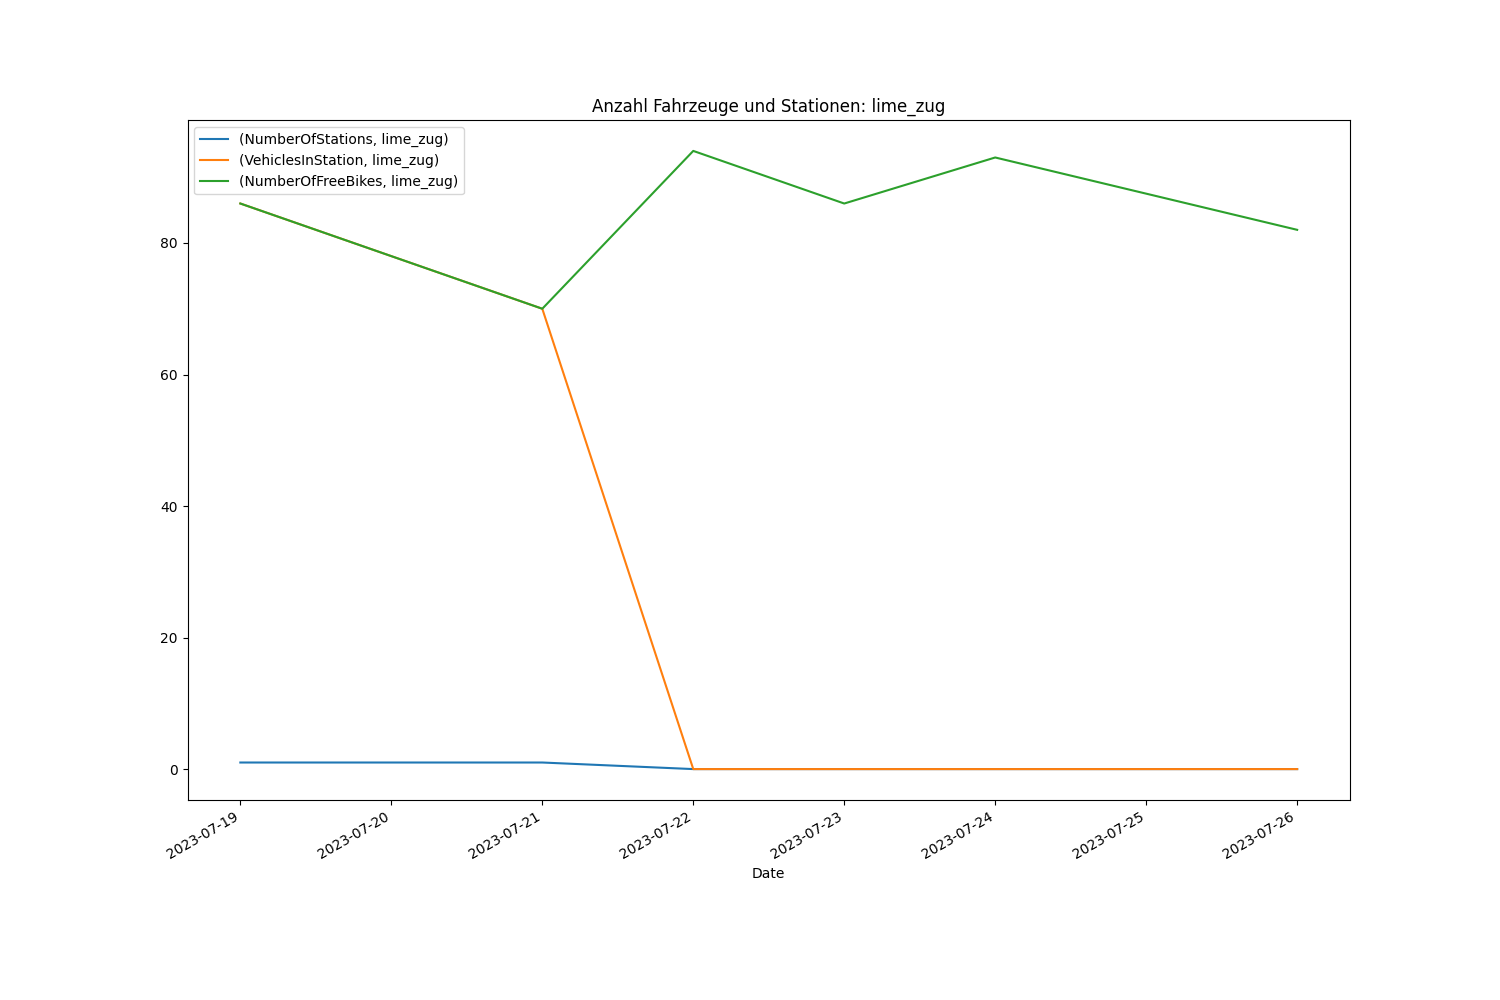 Anzahl Fahrzeuge und Stationen: lime_zug
(NumberOfStations, lime_zug)
(VehiclesInStation, lime_zug)
(NumberOfFreeBikes, lime_zug)
80
60
40
20
0
2023-07-19
2023-07-20
2023-07-21
2023-07-22
2023-07-23
2023-07-24
2023-07-25
2023-07-26
Date